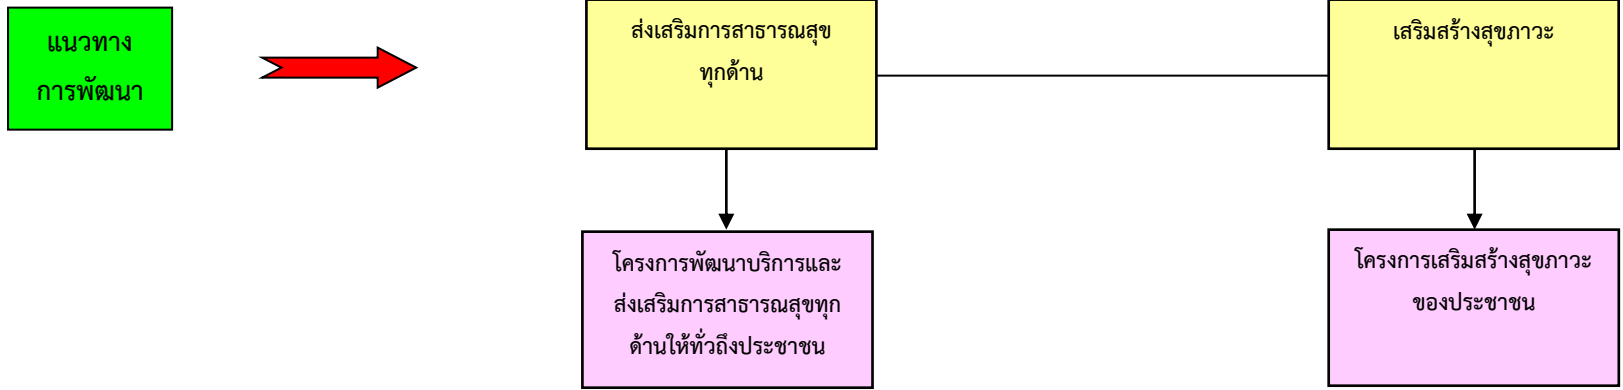 แนวทาง
การพัฒนา
ส่งเสริมการสาธารณสุข
ทุกด้าน
เสริมสร้างสุขภาวะ
โครงการพัฒนาบริการและ
ส่งเสริมการสาธารณสุขทุก
ด้านให้ทั่วถึงประชาชน
โครงการเสริมสร้างสุขภาวะ
ของประชาชน